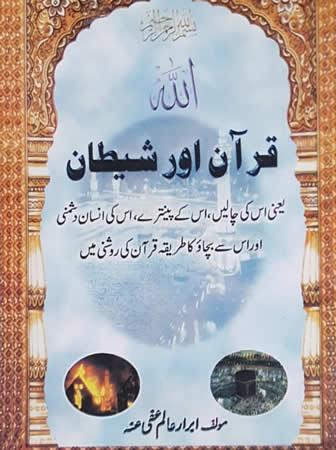 بسم اللہ الرحمن الرحیم
اللہ
قرآن اور شیطان
یعنی اس کی چالیں، اس کے پینترے، اس کی انسان دشمنی
اور اس سے بچاؤ کا طریقہ قرآن کی روشنی میں
مولف ابرار عالم عفی عنہ